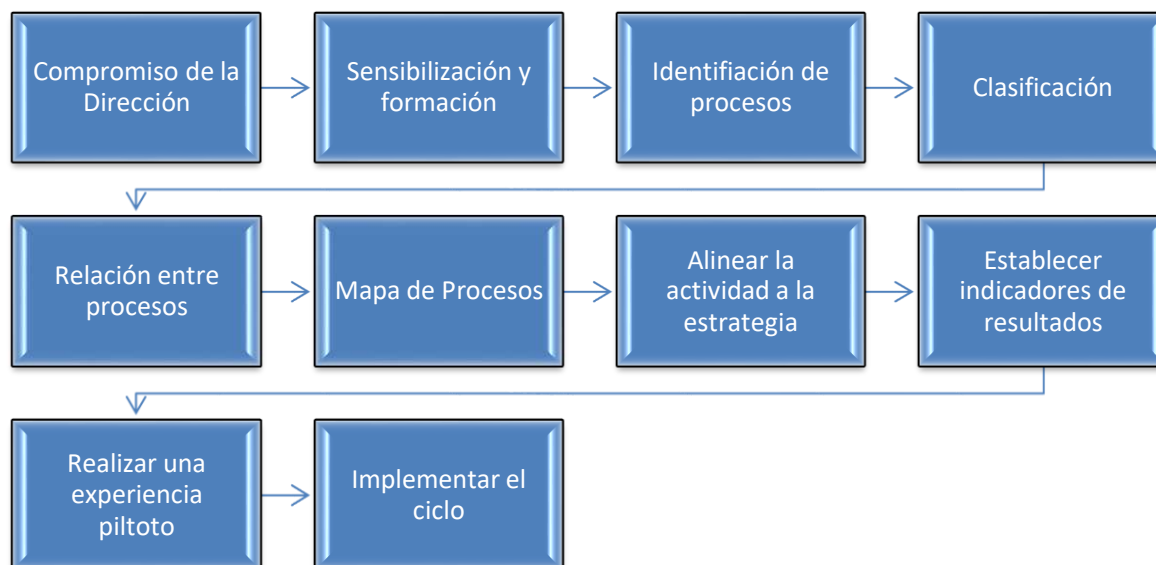 Compromiso de la
Dirección
Sensibilización y
formación
Identifiación de
procesos
Clasificación
Relación entre
procesos
Mapa de Procesos
Alinear la
actividad a la
estrategia
Establecer
indicadores de
resultados
Realizar una
experiencia
piltoto
Implementar el
ciclo